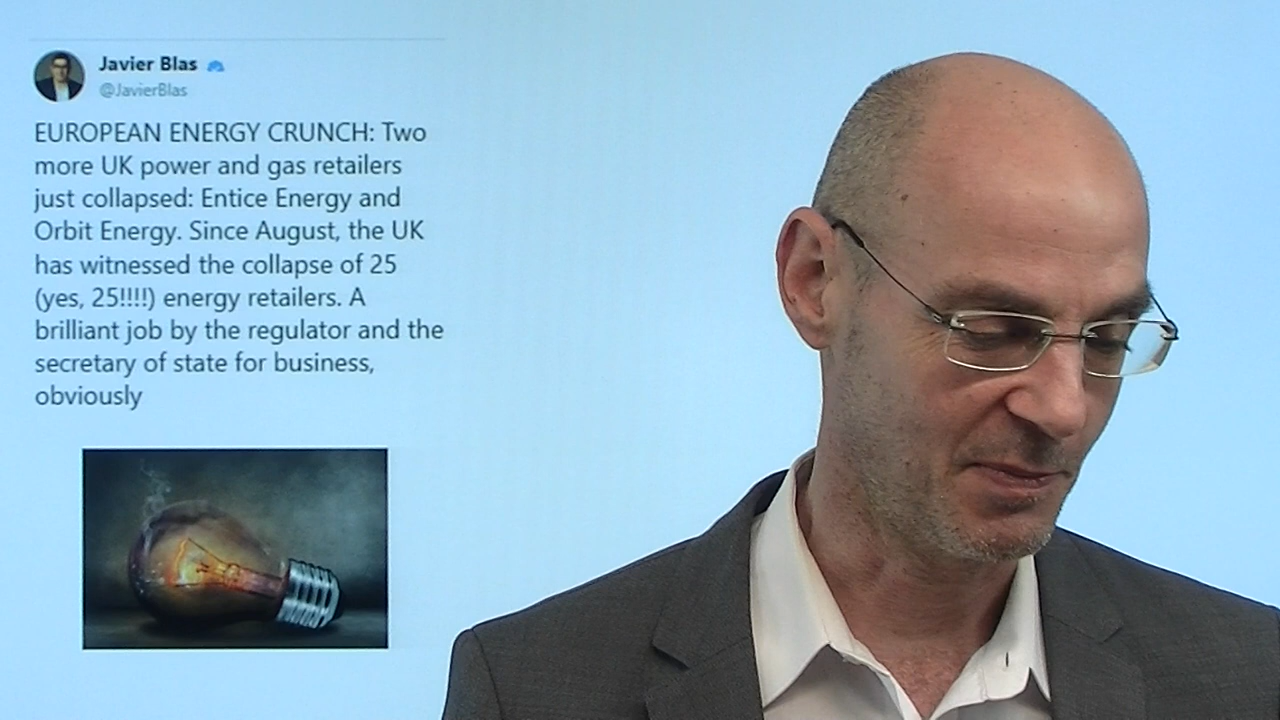 Javier Blas
@JavierBlas
EUROPEAN ENERGY CRUNCH: Two
more UK power and gas retailers
just collapsed: Entice Energy and
Orbit Energy. Since August, the UK
has witnessed the collapse of 25
(yes, 25!!!!) energy retailers. A
brilliant job by the regulator and the
secretary of state for business,
obviously